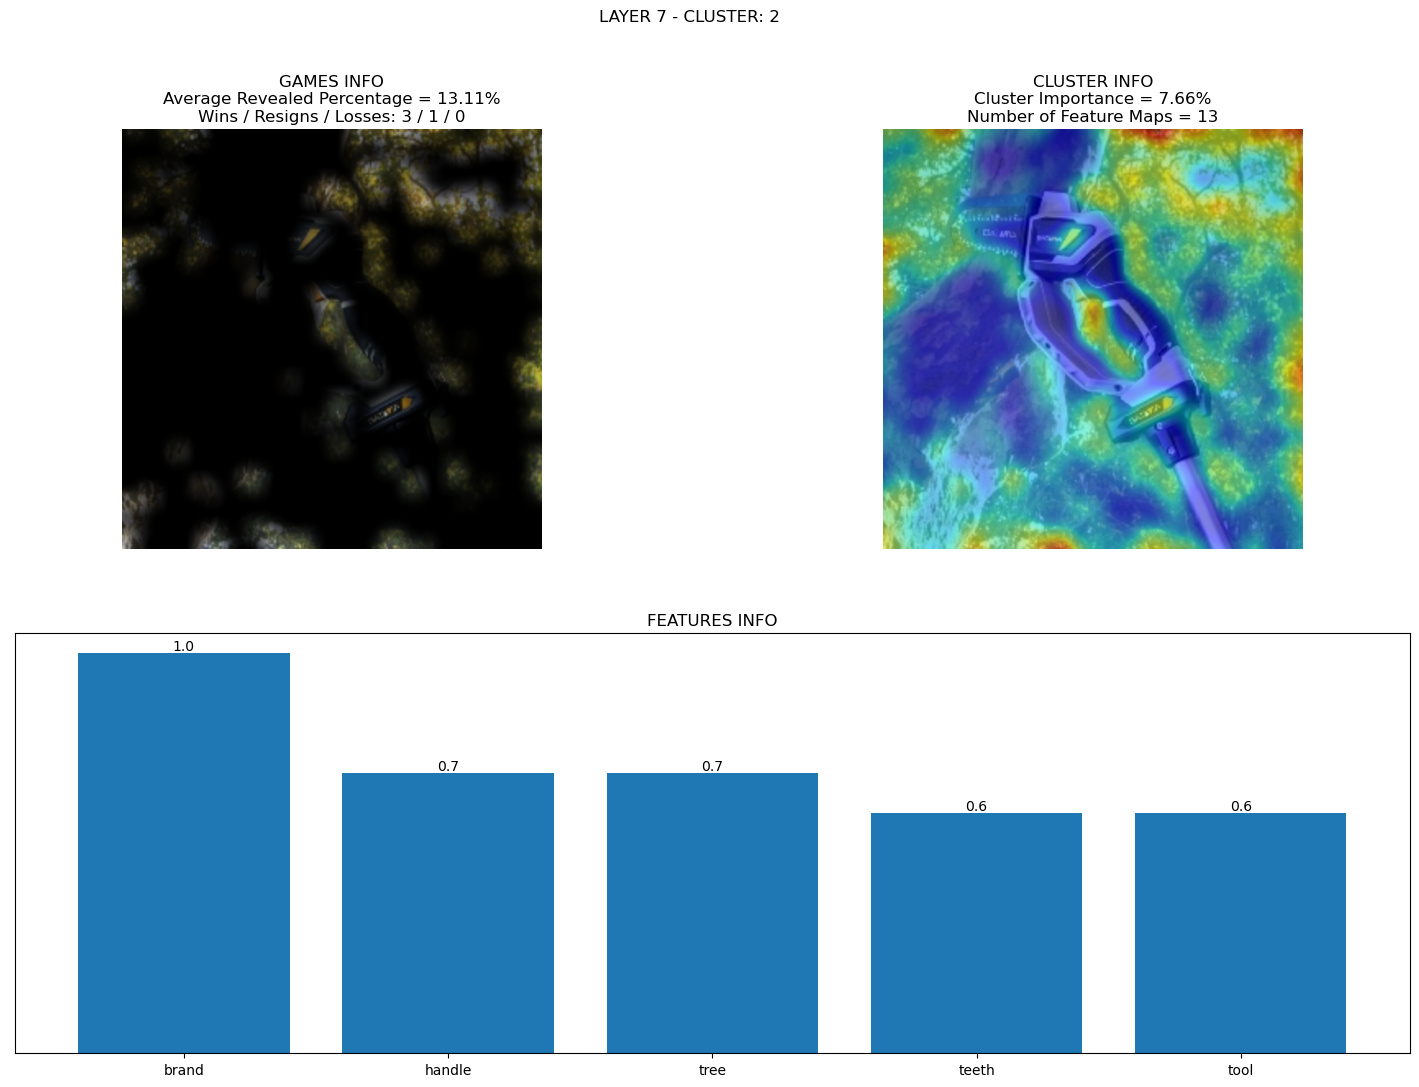 LAYER 7 - CLUSTER: 2
GAMES INFO
Average Revealed Percentage = 13.11%
Wins / Resigns / Losses: 3 / 1 / 0
CLUSTER INFO
Cluster Importance = 7.66%
Number of Feature Maps = 13
FEATURES INFO
1.0
0.7
0.7
0.6
0.6
brand
handle
tree
teeth
tool